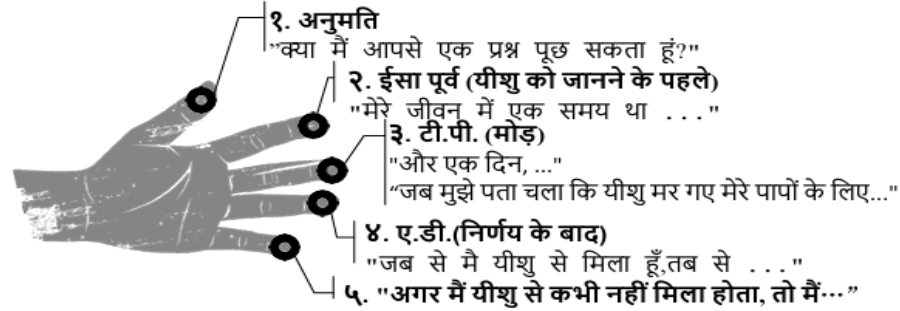 १. अनुमति
”क्या मैं आपसे एक प्रश्न पूछ सकता हूं?"
२. ईसा पूर्व (यीशु को जानने के पहले)
"मेरे जीवन में एक समय था . . ."
३. टी.पी. (मोड़)
"और एक दिन, ..."
“जब मुझे पता चला कि यीशु मर गए मेरे पापों के लिए..."
४. ए.डी.(निर्णय के बाद)
"जब से मै यीशु से मिला हूँ,तब से . . ."
५. "अगर मैं यीशु से कभी नहीं मिला होता, तो मैं…”